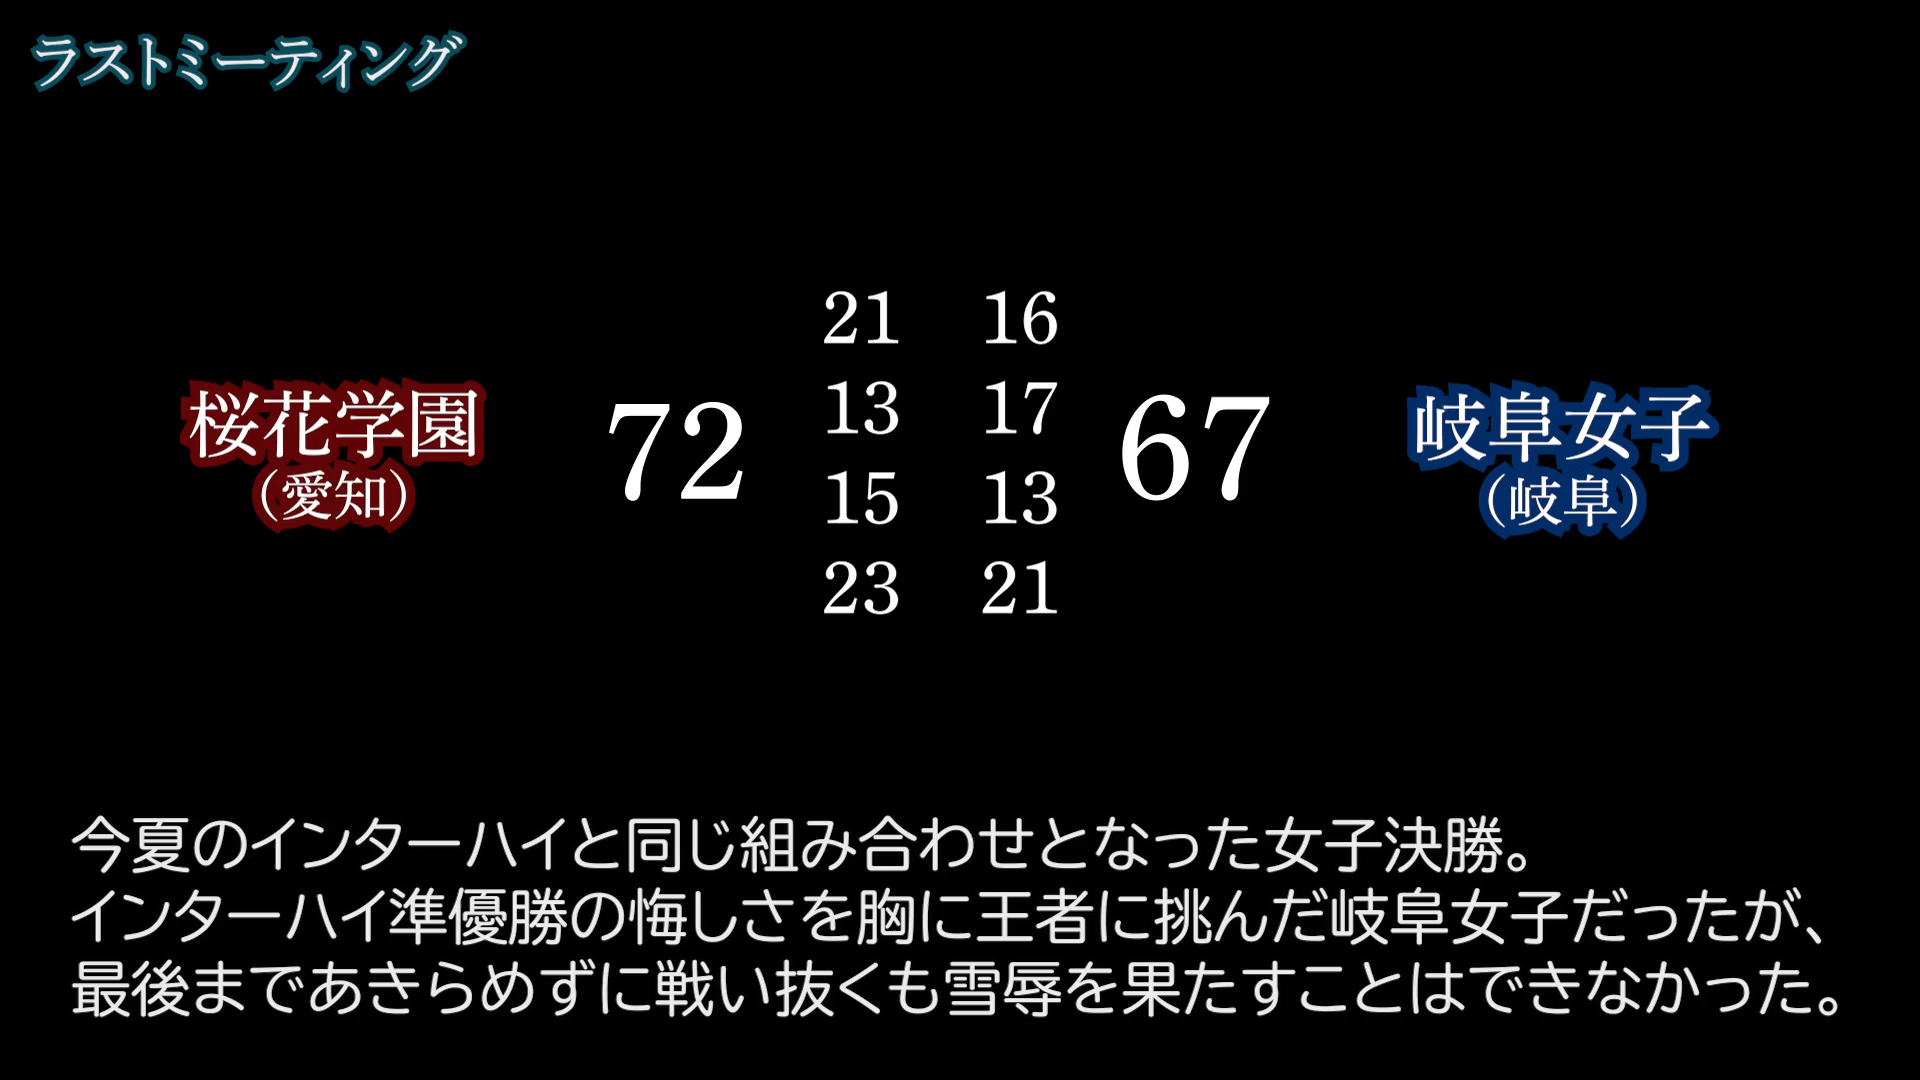 ラストミーティング
21 16
13 17
桜花学園 72 67 岐阜女子
(愛知) 15 13 (岐阜)
23 21
今夏のインターハイと同じ組み合わせとなった女子決勝。
インターハイ準優勝の悔しさを胸に王者に挑んだ岐阜女子だったが、
最後まであきらめずに戦い抜くも雪辱を果たすことはできなかった。